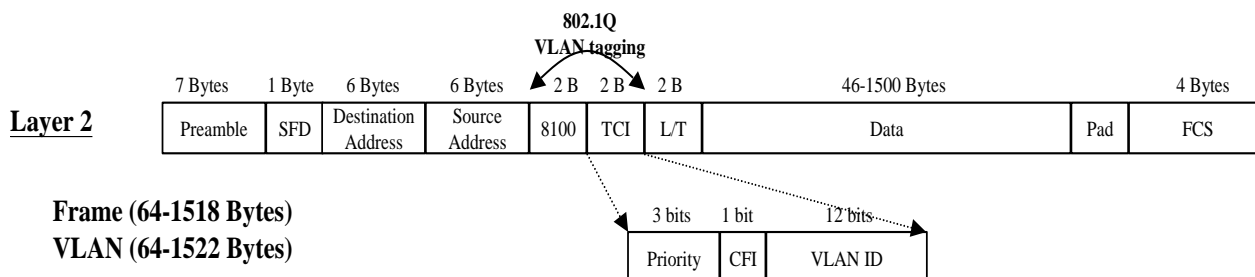 802.1Q
VLAN tagging
7 Bytes 1 Byte 6 Bytes 6 Bytes 2 B 2 B 2 B 46-1500 Bytes 4 Bytes
Layer 2
Preamble SFD Destination Address Source Address 8100 TCI L/T Data Pad FCS
Frame (64-1518 Bytes)
VLAN (64-1522 Bytes)
3 bits 1 bit 12 bits
Priority CFI VLAN ID